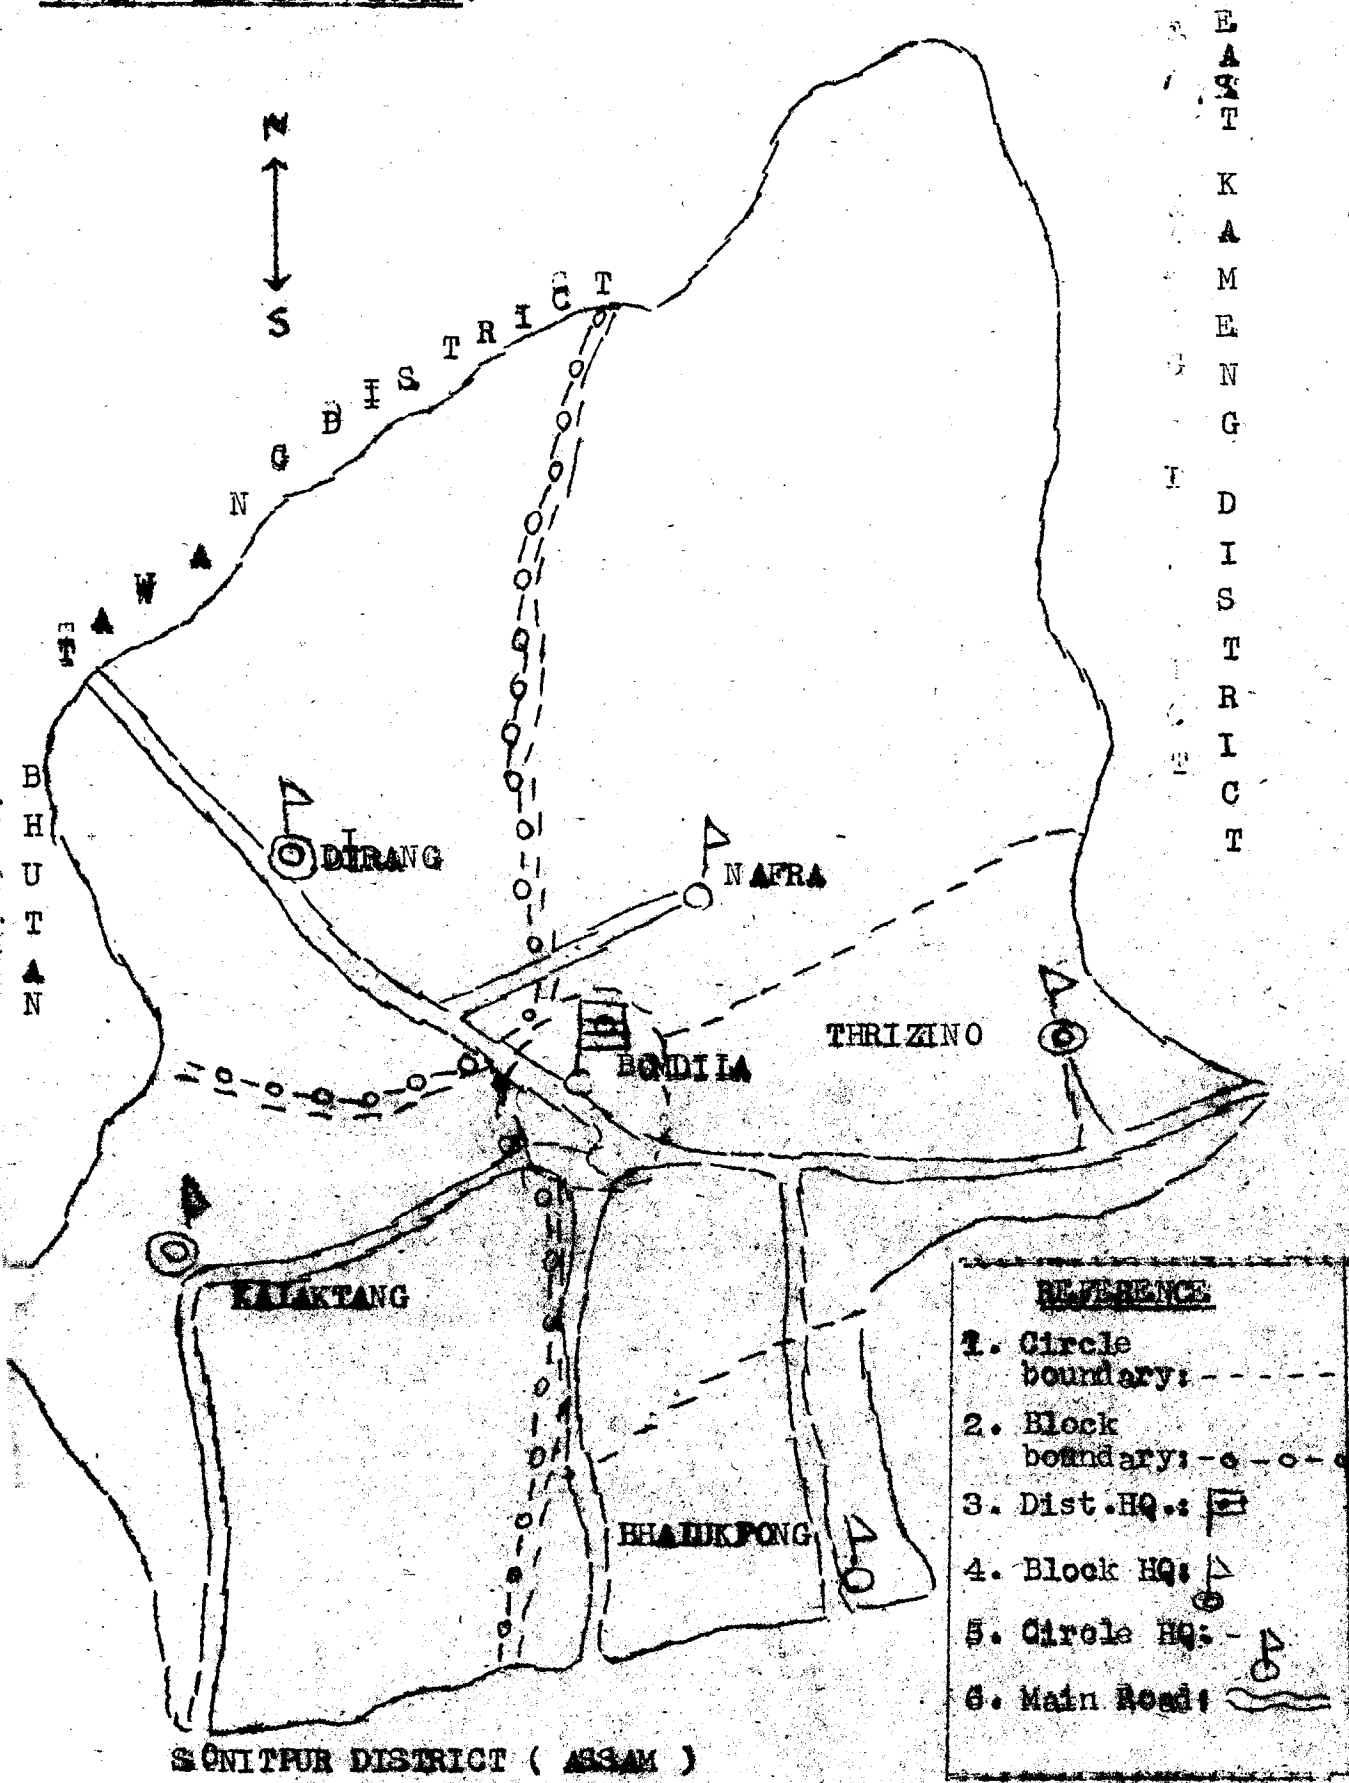 N
S
TAWANG DISTRICT
EAST KAMENG DISTRICT
BHUTAN
DIRANG
NAFRA
THRIZINO
BOMDILA
KALAKTANG
BHALUKPONG
SONITPUR DISTRICT ( ASSAM )
REFERENCE
1. Circle
boundary: - - - - -
2. Block
boundary: -o-o-o
3. Dist.HQ.:
4. Block HQ:
5. Circle HQ: -
6. Main Road: